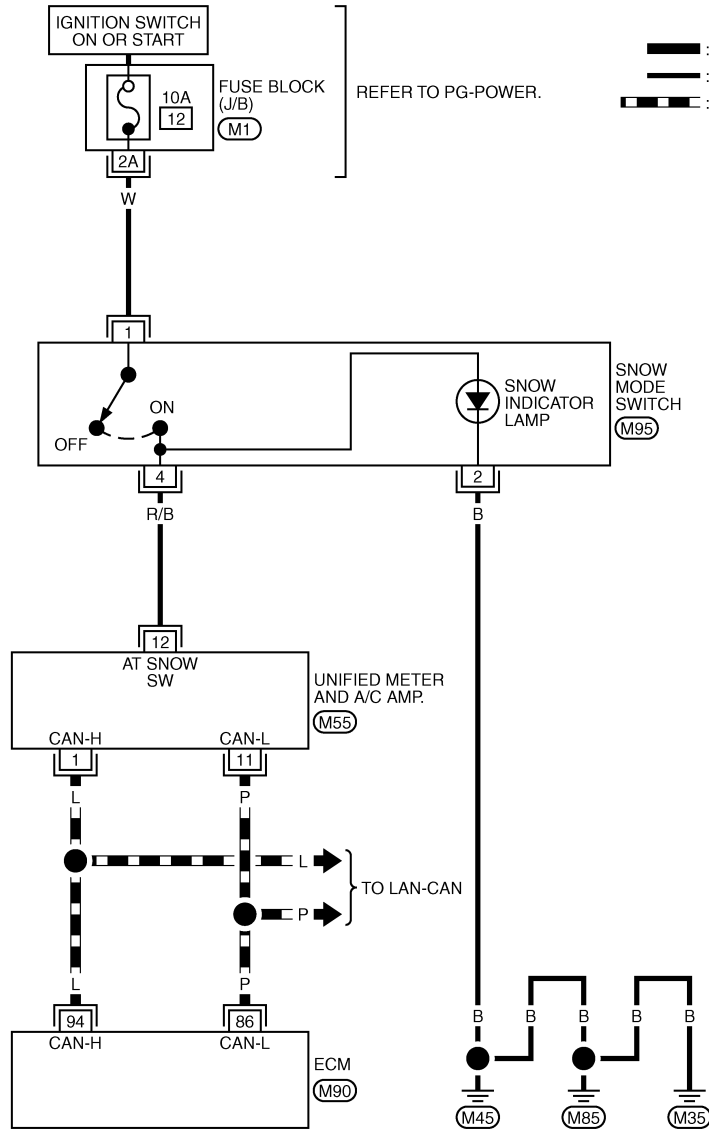 IGNITION SWITCH
ON OR START
10A
12
FUSE BLOCK
(J/B)
M1
REFER TO PG-POWER.
:
:
:
2A
W
1
OFF
ON
SNOW
INDICATOR
LAMP
SNOW
MODE
SWITCH
M95
4
2
R/B
B
12
AT SNOW
SW
UNIFIED METER
AND A/C AMP.
M55
CAN-H
CAN-L
1
11
L
P
L
TO LAN-CAN
P
L
P
94
86
CAN-H
CAN-L
ECM
M90
B
B
B
B
B
M45
M85
M35